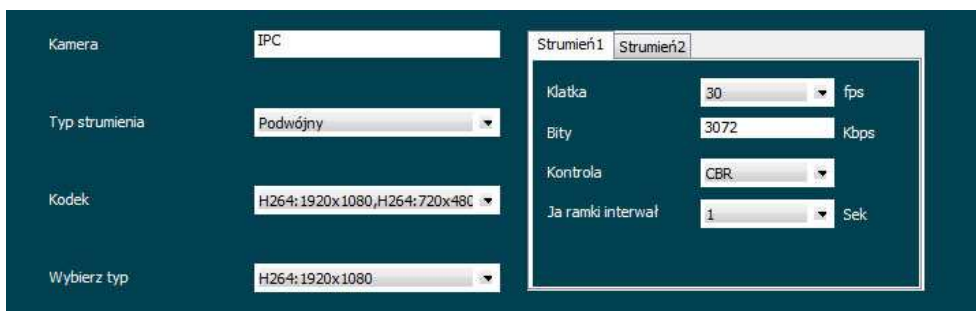 Kamera IPC
Typ strumienia Podwójny
Kodek H264:1920x1080,H264:720x480
Wybierz typ H264:1920x1080
Strumień1 Strumień2
Klatka 30 fps
Bity 3072 Kbps
Kontrola CBR
Ja ramki interwał 1 Sek